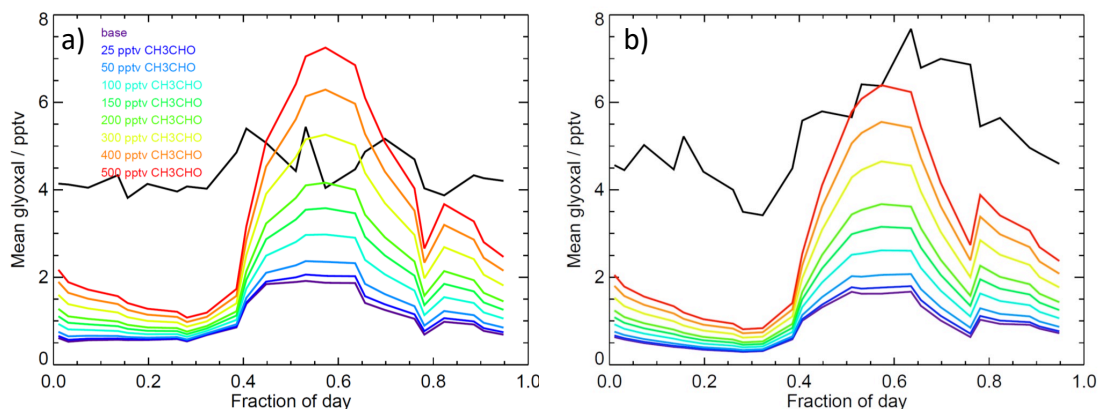 a)
base
25 pptv CH3CHO
50 pptv CH3CHO
100 pptv CH3CHO
150 pptv CH3CHO
200 pptv CH3CHO
300 pptv CH3CHO
400 pptv CH3CHO
500 pptv CH3CHO
Mean glyoxal / pptv
8
6
4
2
0
0.0 0.2 0.4 0.6 0.8 1.0
Fraction of day
b)
Mean glyoxal / pptv
8
6
4
2
0
0.0 0.2 0.4 0.6 0.8 1.0
Fraction of day